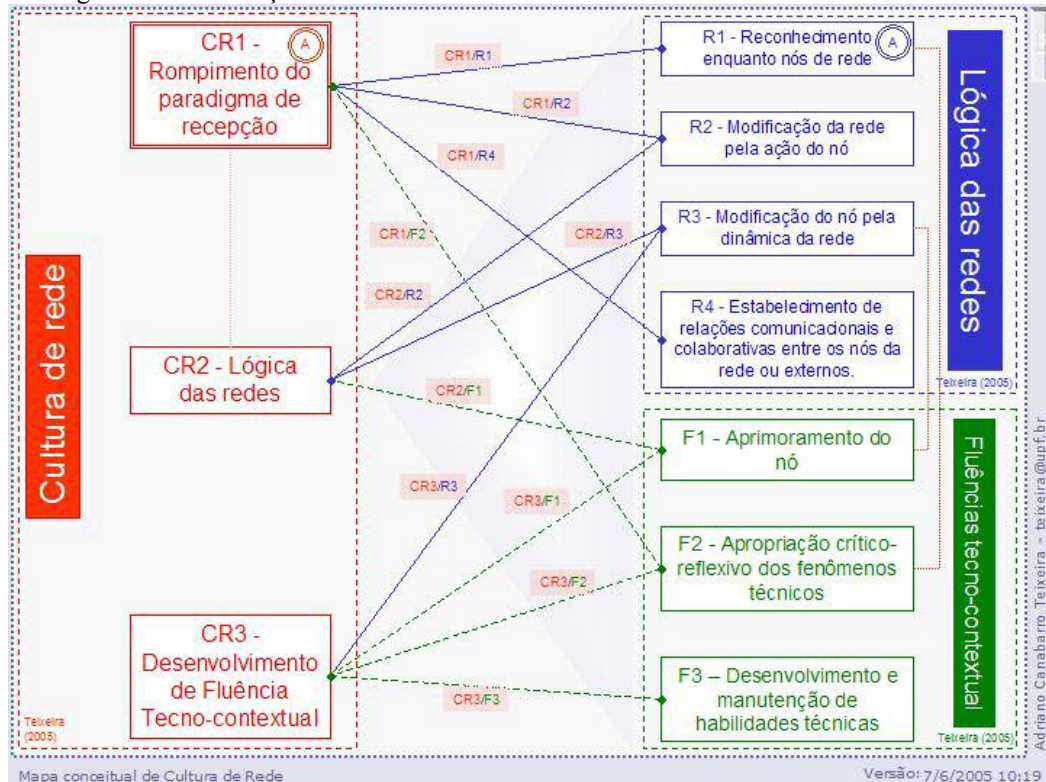 CR1 -
Rompimento do
paradigma de
recepção
A
CR2 - Lógica
das redes
CR3 -
Desenvolvimento
de Fluência
Tecno-contextual
Cultura de rede
Teixeira
(2005)
CR1/R1
CR1/R2
CR1/R4
CR1/F2
CR2/R3
CR2/R2
CR2/F1
CR3/R3
CR3/F1
CR3/F2
CR3/F3
R1 - Reconhecimento
enquanto nós de rede
A
R2 - Modificação da rede
pela ação do nó
R3 - Modificação do nó pela
dinâmica da rede
R4 - Estabelecimento de
relações comunicacionais e
colaborativas entre os nós da
rede ou externos.
Lógica das redes
Teixeira (2005)
F1 - Aprimoramento do
nó
F2 - Apropriação crítico-
reflexivo dos fenômenos
técnicos
F3 – Desenvolvimento e
manutenção de
habilidades técnicas
Fluências tecno-contextual
Teixeira (2005)
Adriano Canabarro Teixeira - teixeira@upf.br
Mapa conceitual de Cultura de Rede
Versão: 7/6/2005 10:19